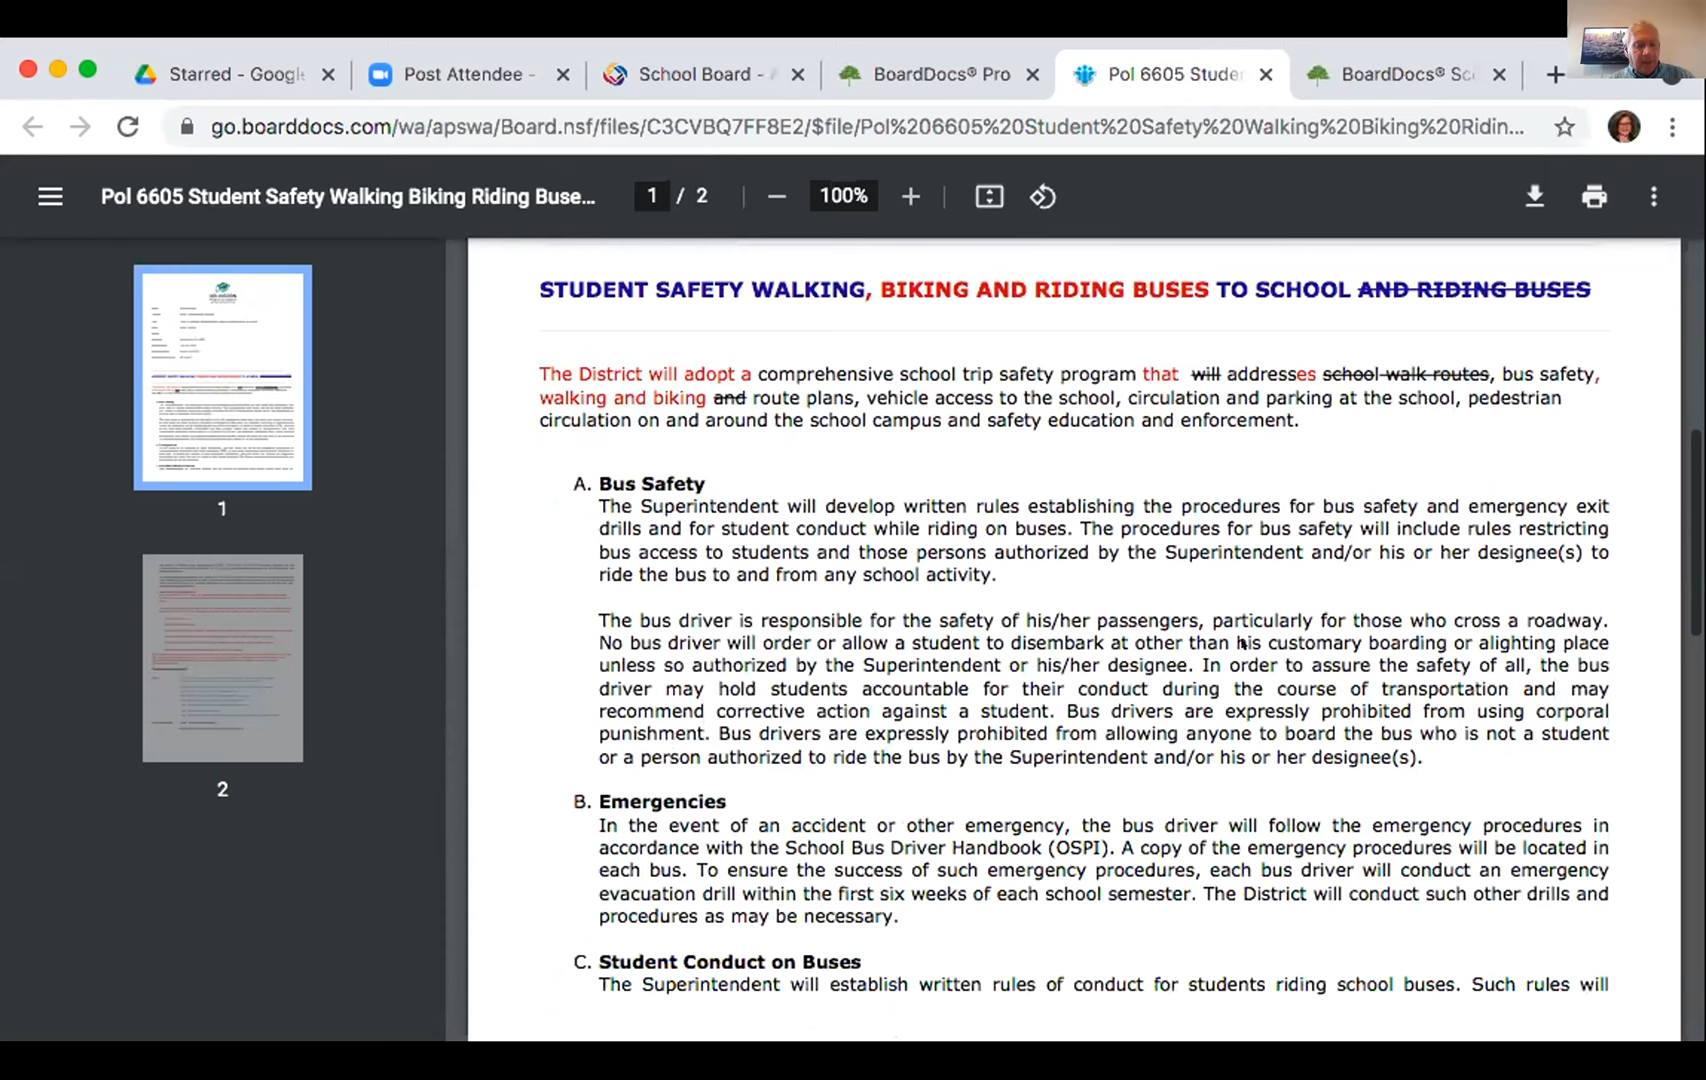 Starred - Google
Post Attendee -
School Board -
BoardDocs® Pro
Pol 6605 Studen
BoardDocs® Sc
go.boarddocs.com/wa/apswa/Board.nsf/files/C3CVBQ7FF8E2/$file/Pol%206605%20Student%20Safety%20Walking%20Biking%20Ridin...
Pol 6605 Student Safety Walking Biking Riding Buse...
1 / 2
100%
1
2
STUDENT SAFETY WALKING, BIKING AND RIDING BUSES TO SCHOOL AND RIDING BUSES
The District will adopt a comprehensive school trip safety program that will addresses school walk routes, bus safety,
walking and biking and route plans, vehicle access to the school, circulation and parking at the school, pedestrian
circulation on and around the school campus and safety education and enforcement.
A. Bus Safety
The Superintendent will develop written rules establishing the procedures for bus safety and emergency exit
drills and for student conduct while riding on buses. The procedures for bus safety will include rules restricting
bus access to students and those persons authorized by the Superintendent and/or his or her designee(s) to
ride the bus to and from any school activity.
The bus driver is responsible for the safety of his/her passengers, particularly for those who cross a roadway.
No bus driver will order or allow a student to disembark at other than his customary boarding or alighting place
unless so authorized by the Superintendent or his/her designee. In order to assure the safety of all, the bus
driver may hold students accountable for their conduct during the course of transportation and may
recommend corrective action against a student. Bus drivers are expressly prohibited from using corporal
punishment. Bus drivers are expressly prohibited from allowing anyone to board the bus who is not a student
or a person authorized to ride the bus by the Superintendent and/or his or her designee(s).
B. Emergencies
In the event of an accident or other emergency, the bus driver will follow the emergency procedures in
accordance with the School Bus Driver Handbook (OSPI). A copy of the emergency procedures will be located in
each bus. To ensure the success of such emergency procedures, each bus driver will conduct an emergency
evacuation drill within the first six weeks of each school semester. The District will conduct such other drills and
procedures as may be necessary.
C. Student Conduct on Buses
The Superintendent will establish written rules of conduct for students riding school buses. Such rules will